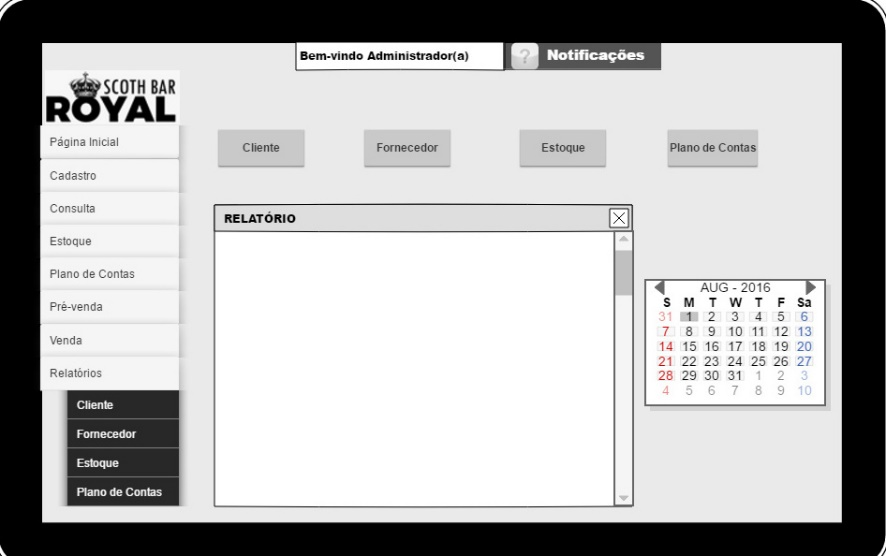 Bem-vindo Administrador(a)
? Notificações
SCOTH BAR
ROYAL
Página Inicial
Cadastro
Consulta
Estoque
Plano de Contas
Pré-venda
Venda
Relatórios
Cliente
Fornecedor
Estoque
Plano de Contas
Cliente Fornecedor Estoque Plano de Contas
RELATÓRIO
AUG - 2016
S M T W T F Sa
31 1 2 3 4 5 6
7 8 9 10 11 12 13
14 15 16 17 18 19 20
21 22 23 24 25 26 27
28 29 30 31 1 2 3
4 5 6 7 8 9 10